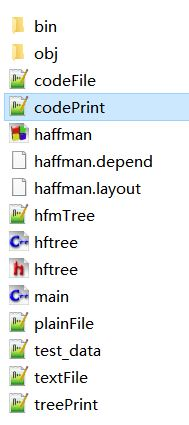 bin
obj
codeFile
codePrint
haffman
haffman.depend
haffman.layout
hfmTree
hftree
hftree
main
plainFile
test_data
textFile
treePrint